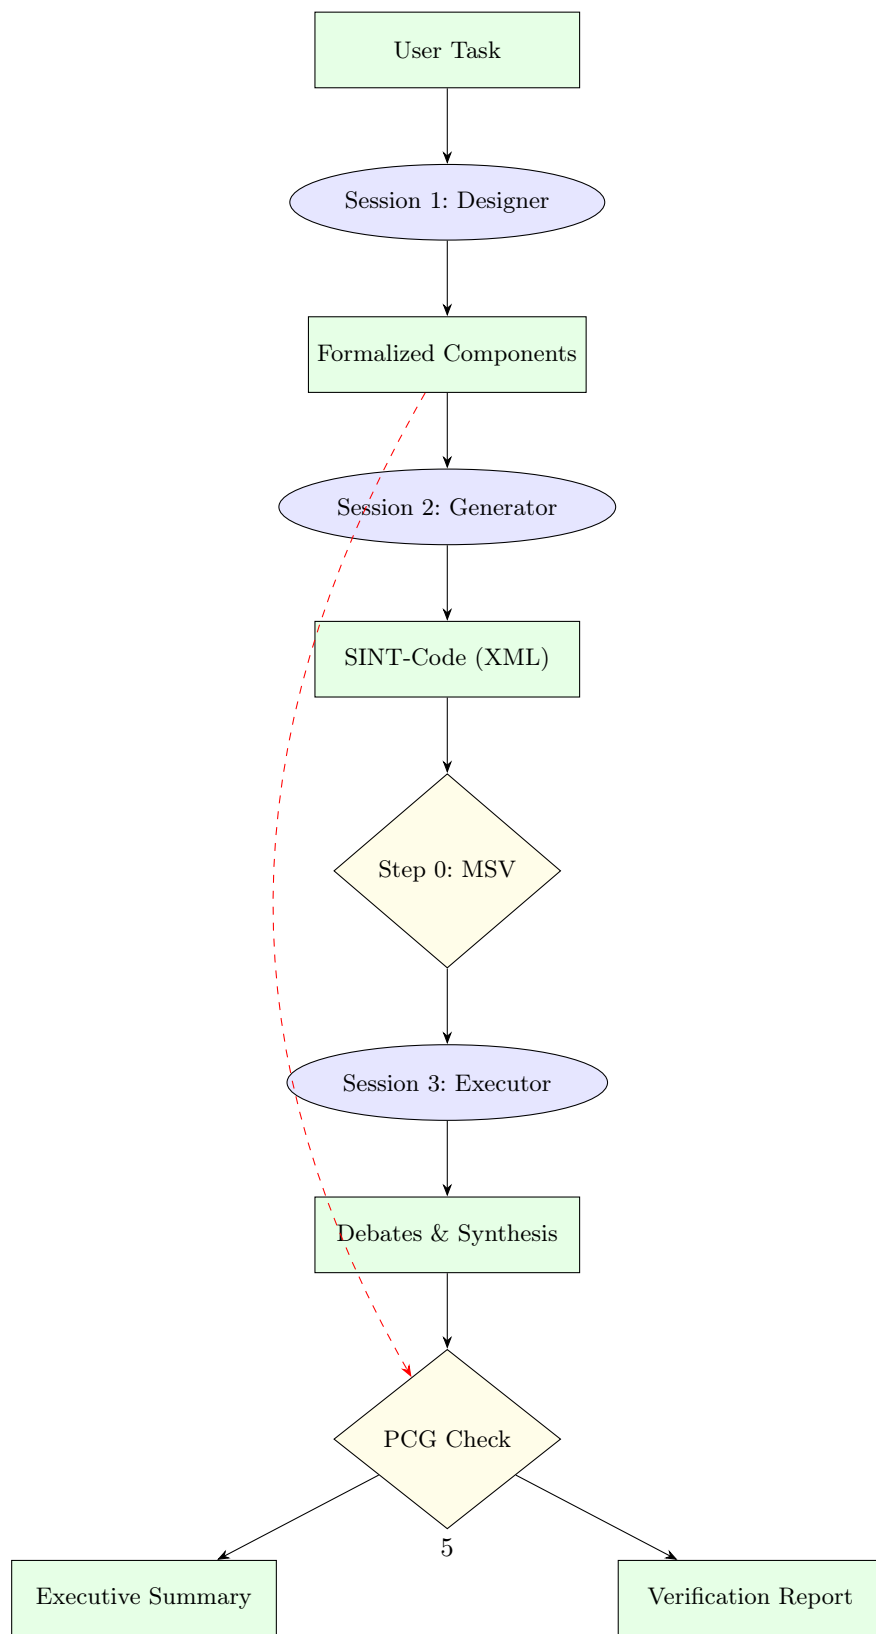 User Task
Session 1: Designer
Formalized Components
Session 2: Generator
SINT-Code (XML)
Step 0: MSV
Session 3: Executor
Debates & Synthesis
PCG Check
5
Executive Summary
Verification Report